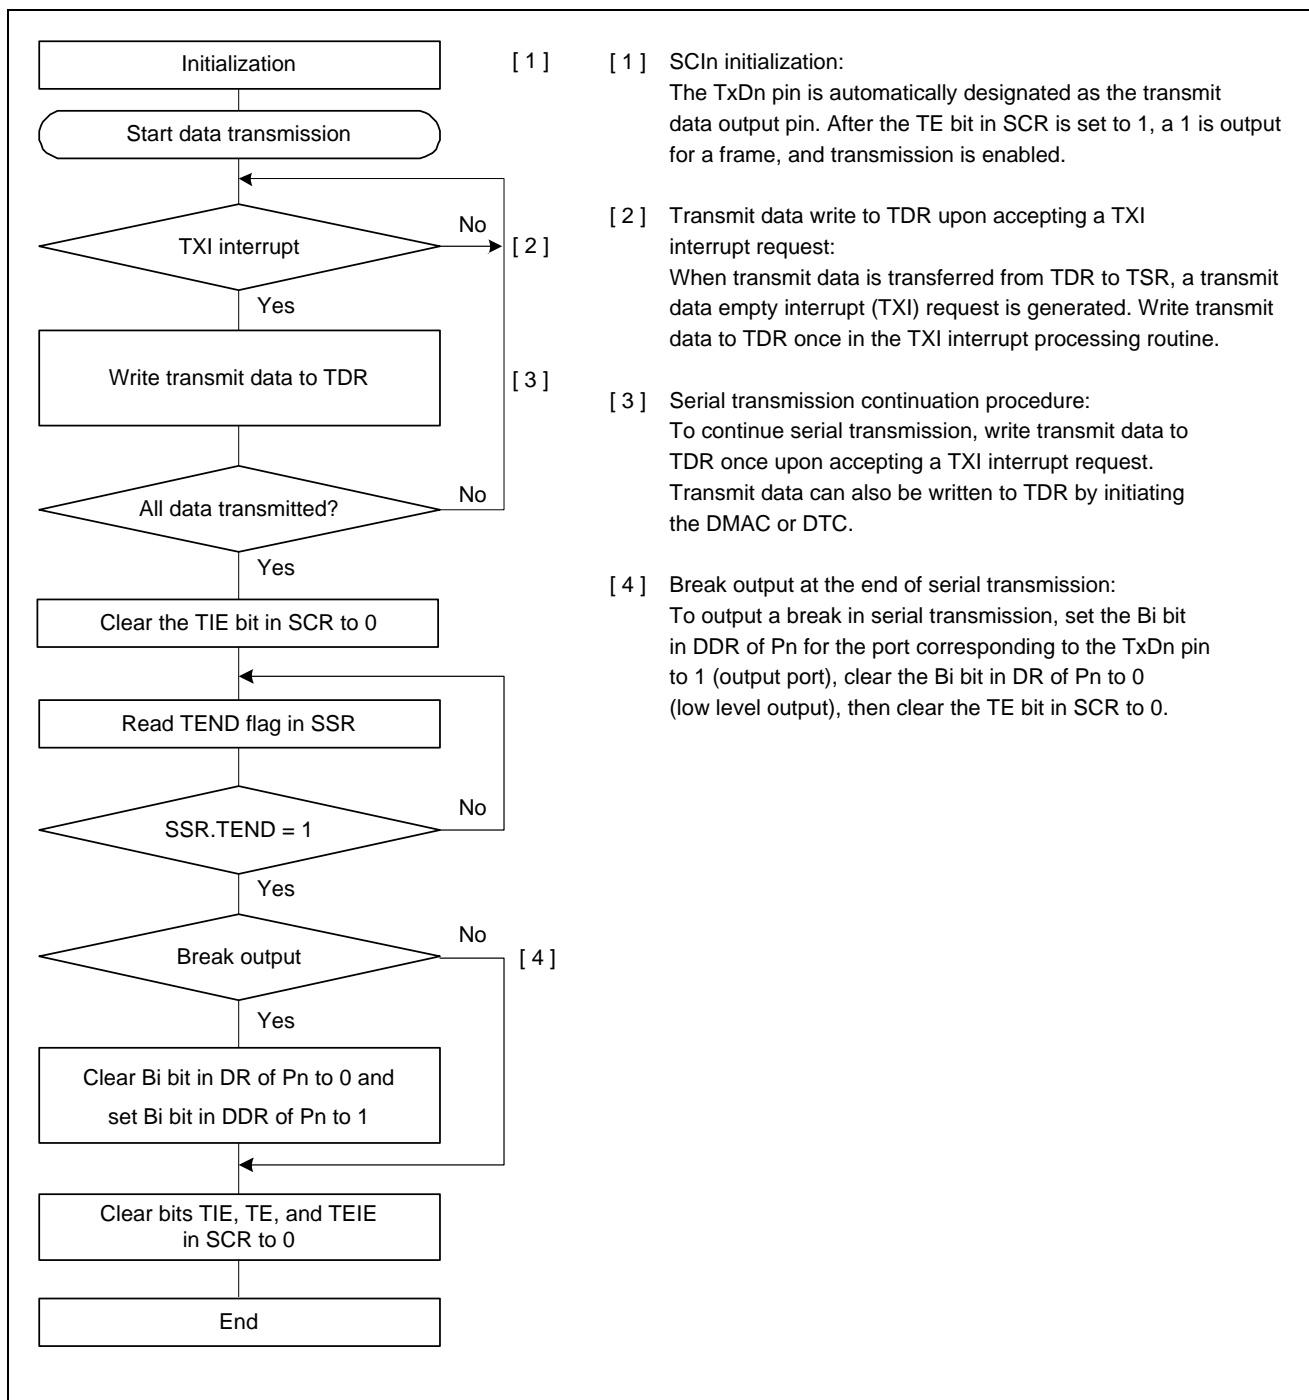 Initialization
[ 1 ]
Start data transmission
TXI interrupt
No
[ 2 ]
Yes
Write transmit data to TDR
[ 3 ]
All data transmitted?
No
Yes
Clear the TIE bit in SCR to 0
Read TEND flag in SSR
SSR.TEND = 1
No
Yes
Break output
No
[ 4 ]
Yes
Clear Bi bit in DR of Pn to 0 and
set Bi bit in DDR of Pn to 1
Clear bits TIE, TE, and TEIE
in SCR to 0
End
[ 1 ] SCIn initialization:
The TxDn pin is automatically designated as the transmit
data output pin. After the TE bit in SCR is set to 1, a 1 is output
for a frame, and transmission is enabled.
[ 2 ] Transmit data write to TDR upon accepting a TXI
interrupt request:
When transmit data is transferred from TDR to TSR, a transmit
data empty interrupt (TXI) request is generated. Write transmit
data to TDR once in the TXI interrupt processing routine.
[ 3 ] Serial transmission continuation procedure:
To continue serial transmission, write transmit data to
TDR once upon accepting a TXI interrupt request.
Transmit data can also be written to TDR by initiating
the DMAC or DTC.
[ 4 ] Break output at the end of serial transmission:
To output a break in serial transmission, set the Bi bit
in DDR of Pn for the port corresponding to the TxDn pin
to 1 (output port), clear the Bi bit in DR of Pn to 0
(low level output), then clear the TE bit in SCR to 0.